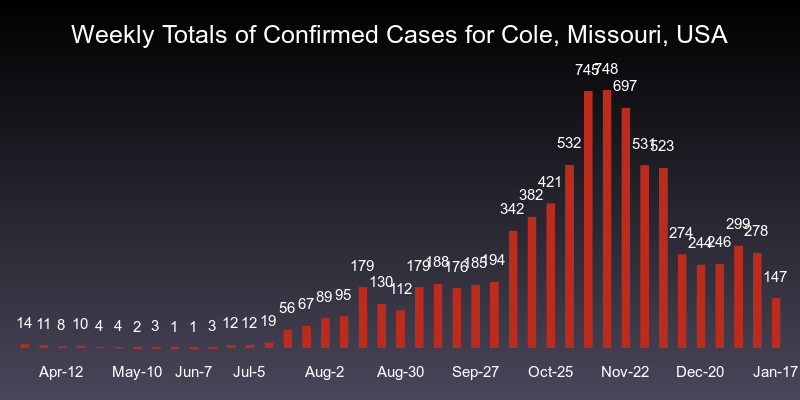 Weekly Totals of Confirmed Cases for Cole, Missouri, USA
14 11 8 10 4 4 2 3 1 1 3 12 12 19 56 67 89 95 179 130 112 179 188 176 185 194 342 382 421 532 745 748 697 531 523 274 244 246 299 278 147
Apr-12 May-10 Jun-7 Jul-5 Aug-2 Aug-30 Sep-27 Oct-25 Nov-22 Dec-20 Jan-17